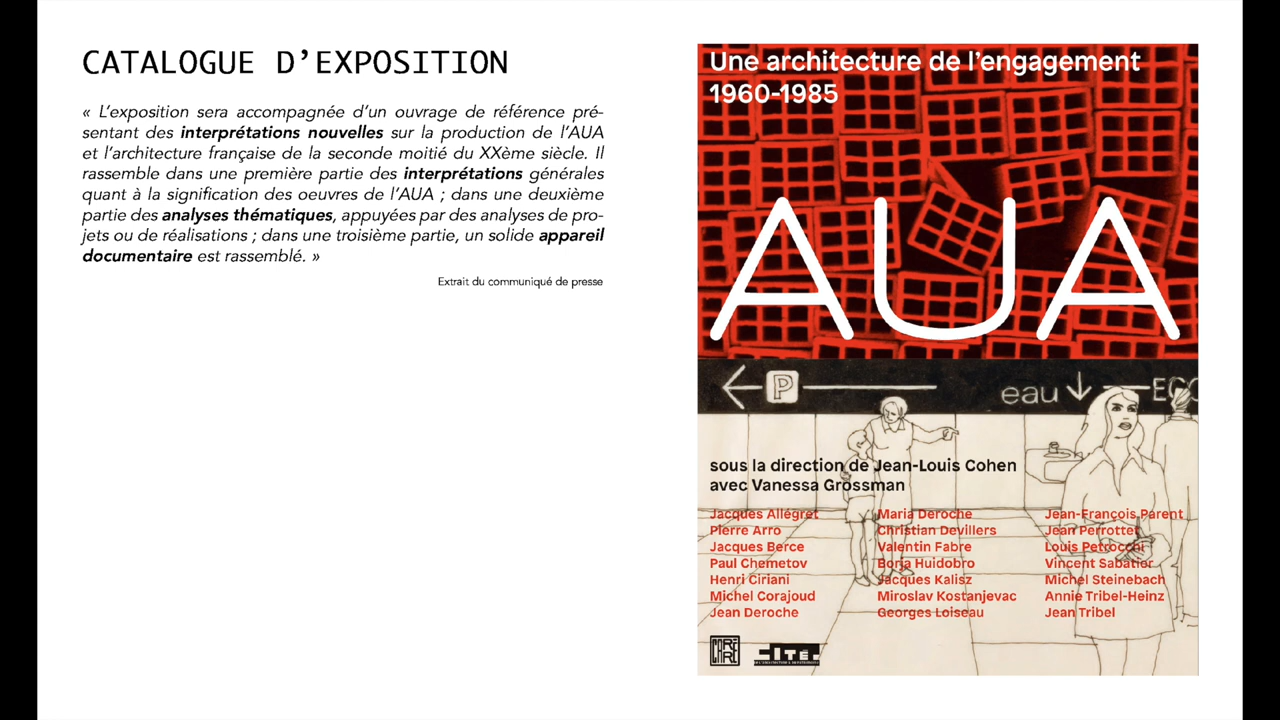 CATALOGUE D’EXPOSITION
« L’exposition sera accompagnée d’un ouvrage de référence pré-
sentant des interprétations nouvelles sur la production de l’AUA
et l’architecture française de la seconde moitié du XXème siècle. Il
rassemble dans une première partie des interprétations générales
quant à la signification des oeuvres de l’AUA ; dans une deuxième
partie des analyses thématiques, appuyées par des analyses de pro-
jets ou de réalisations ; dans une troisième partie, un solide appareil
documentaire est rassemblé. »
Extrait du communiqué de presse
Une architecture de l’engagement
1960-1985
AUA
P
eau
sous la direction de Jean-Louis Cohen
avec Vanessa Grossman
Jacques Allégret
Pierre Arro
Jacques Berce
Paul Chemetov
Henri Ciriani
Michel Corajoud
Jean Deroche
Maria Deroche
Christian Devillers
Valentin Fabre
Borja Huidobro
Jacques Kalisz
Miroslav Kostanjevac
Georges Loiseau
Jean-François Parent
Jean Perrottet
Louis Petrocchi
Vincent Sabatier
Michel Steinebach
Annie Tribel-Heinz
Jean Tribel
CARRÉ
CITÉ